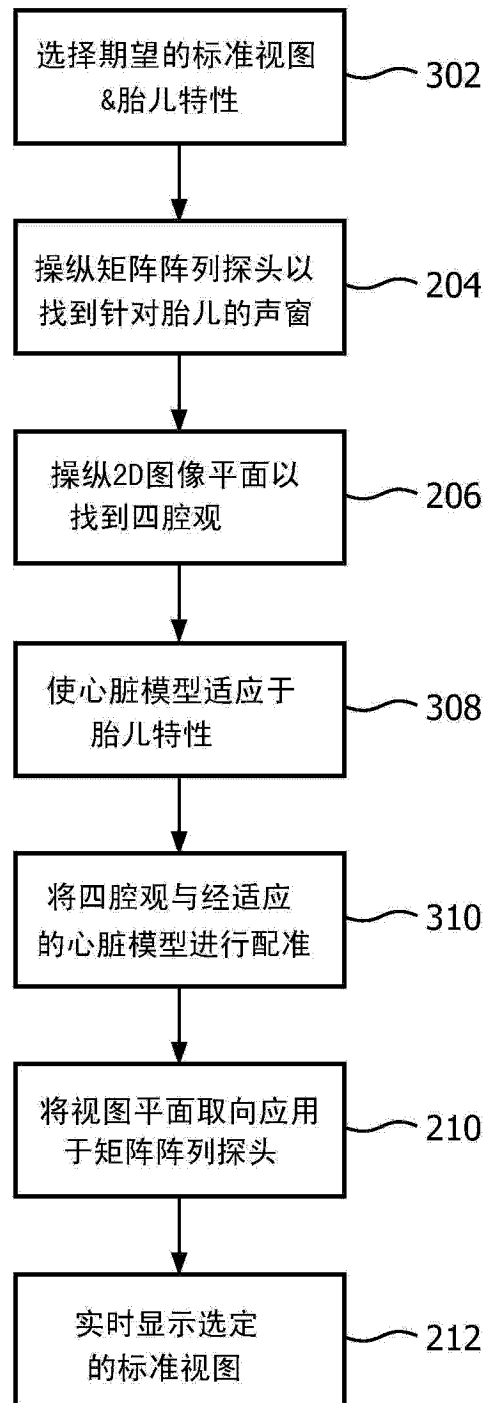 选择期望的标准视图
&胎儿特性
302
操纵矩阵阵列探头以
找到针对胎儿的声窗
204
操纵2D图像平面以
找到四腔观
206
使心脏模型适应于
胎儿特性
308
将四腔观与经适应
的心脏模型进行配准
310
将视图平面取向应用
于矩阵阵列探头
210
实时显示选定
的标准视图
212